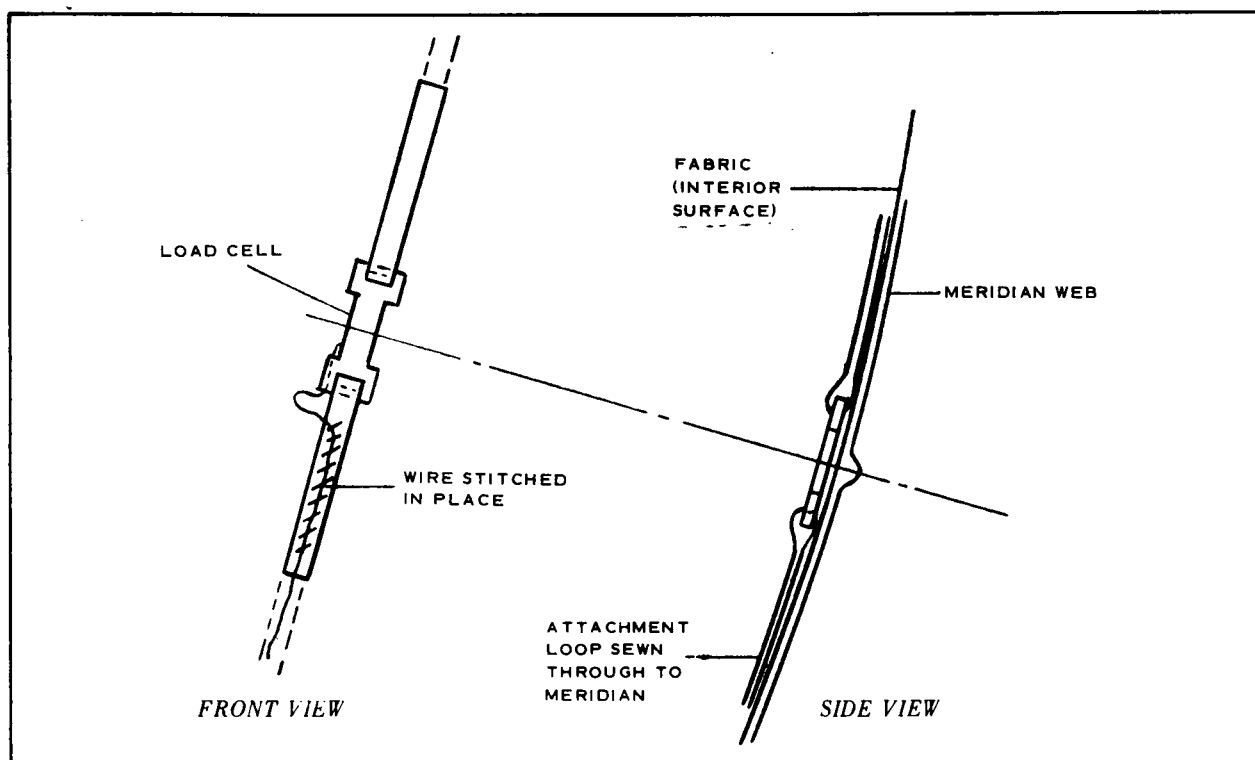 FABRIC
(INTERIOR
SURFACE)
LOAD CELL
MERIDIAN WEB
WIRE STITCHED
IN PLACE
ATTACHMENT
LOOP SEWN
THROUGH TO
MERIDIAN
FRONT VIEW
SIDE VIEW